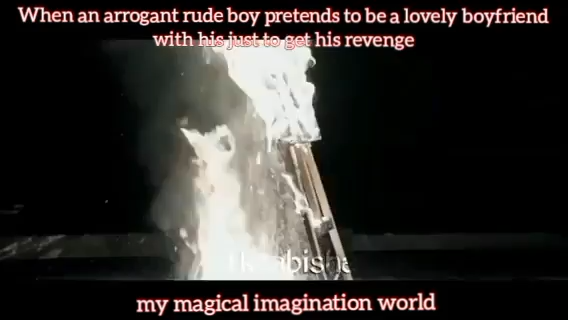 When an arrogant rude boy pretends to be a lovely boyfriend
with his just to get his revenge
my magical imagination world